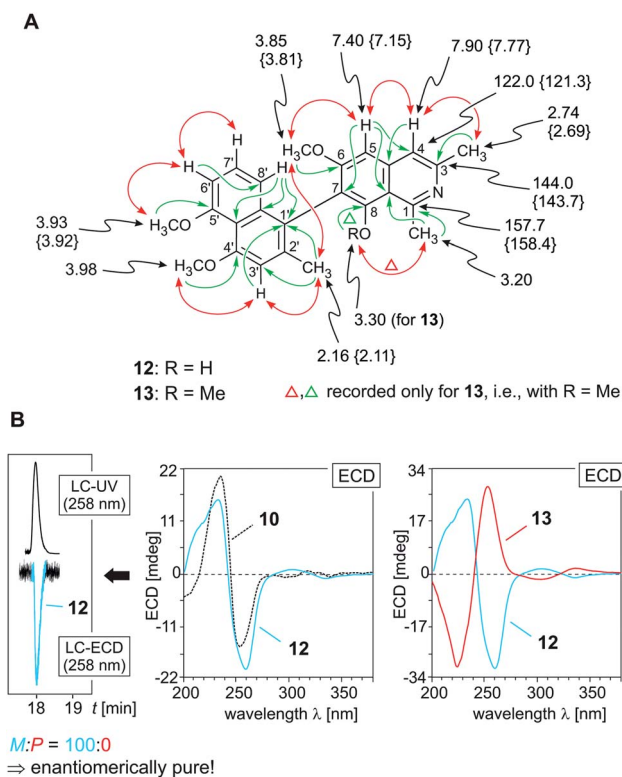 A
3.85
{3.81}
7.40 {7.15}
7.90 {7.77}
122.0 {121.3}
2.74
{2.69}
H
7'
H
8'
H
6'
H₃CO
6
H
5
H
4
CH₃
3
N
144.0
{143.7}
7
8
1
157.7
{158.4}
3.93
{3.92}
H₃CO
5'
1'
RO
CH₃
3.20
3.98
H₃CO
4'
2'
3'
CH₃
H
3.30 (for 13)
2.16 {2.11}
12: R = H
13: R = Me
△,△ recorded only for 13, i.e., with R = Me
B
LC-UV
(258 nm)
12
LC-ECD
(258 nm)
18 19 t [min]
M:P = 100:0
⇒ enantiomerically pure!
ECD
ECD [mdeg]
22
11
0
-11
-22
10
12
200 250 300 350
wavelength λ [nm]
ECD
ECD [mdeg]
34
17
0
-17
-34
13
12
200 250 300 350
wavelength λ [nm]